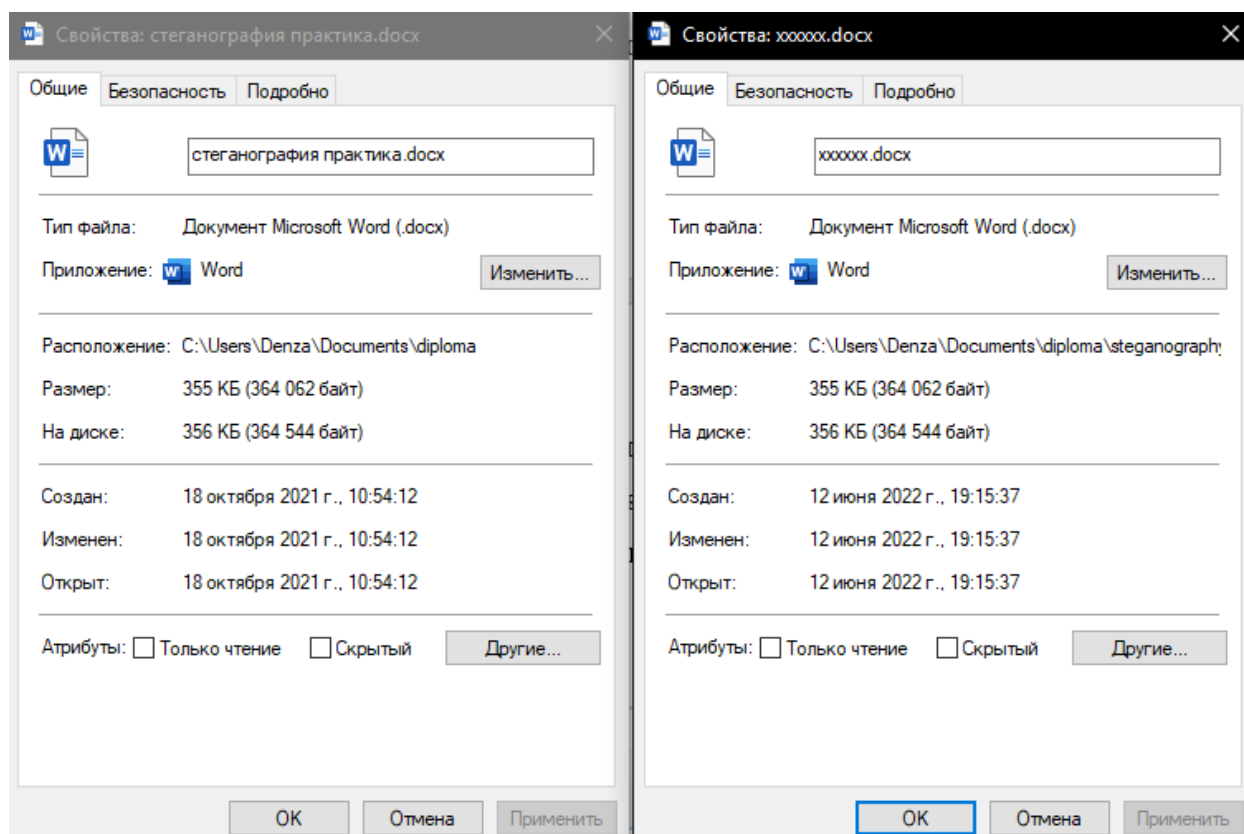 Свойства: стеганография практика.docx
Общие Безопасность Подробно
стеганография практика.docx
Тип файла: Документ Microsoft Word (.docx)
Приложение: Word Изменить...
Расположение: C:\Users\Denza\Documents\diploma
Размер: 355 КБ (364 062 байт)
На диске: 356 КБ (364 544 байт)
Создан: 18 октября 2021 г., 10:54:12
Изменен: 18 октября 2021 г., 10:54:12
Открыт: 18 октября 2021 г., 10:54:12
Атрибуты: Только чтение Скрытый Другие...
OK Отмена Применить
Свойства: xxxxxx.docx
Общие Безопасность Подробно
xxxxxx.docx
Тип файла: Документ Microsoft Word (.docx)
Приложение: Word Изменить...
Расположение: C:\Users\Denza\Documents\diploma\steganography
Размер: 355 КБ (364 062 байт)
На диске: 356 КБ (364 544 байт)
Создан: 12 июня 2022 г., 19:15:37
Изменен: 12 июня 2022 г., 19:15:37
Открыт: 12 июня 2022 г., 19:15:37
Атрибуты: Только чтение Скрытый Другие...
OK Отмена Применить